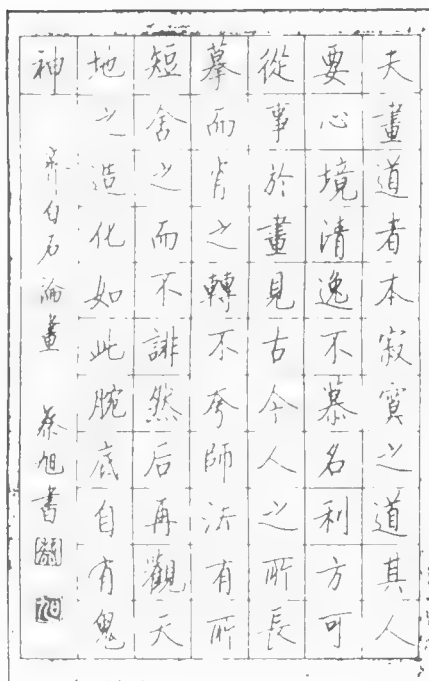 夫畫道者本寂寞之道其人
要心境清逸不慕名利方可
從事於畫見古今人之所長
摹而肖之轉不夸師法有所
短舍之而不誹然后再觀天
地之造化如此腕底自有鬼
神 齐白石論畫 蔡旭書